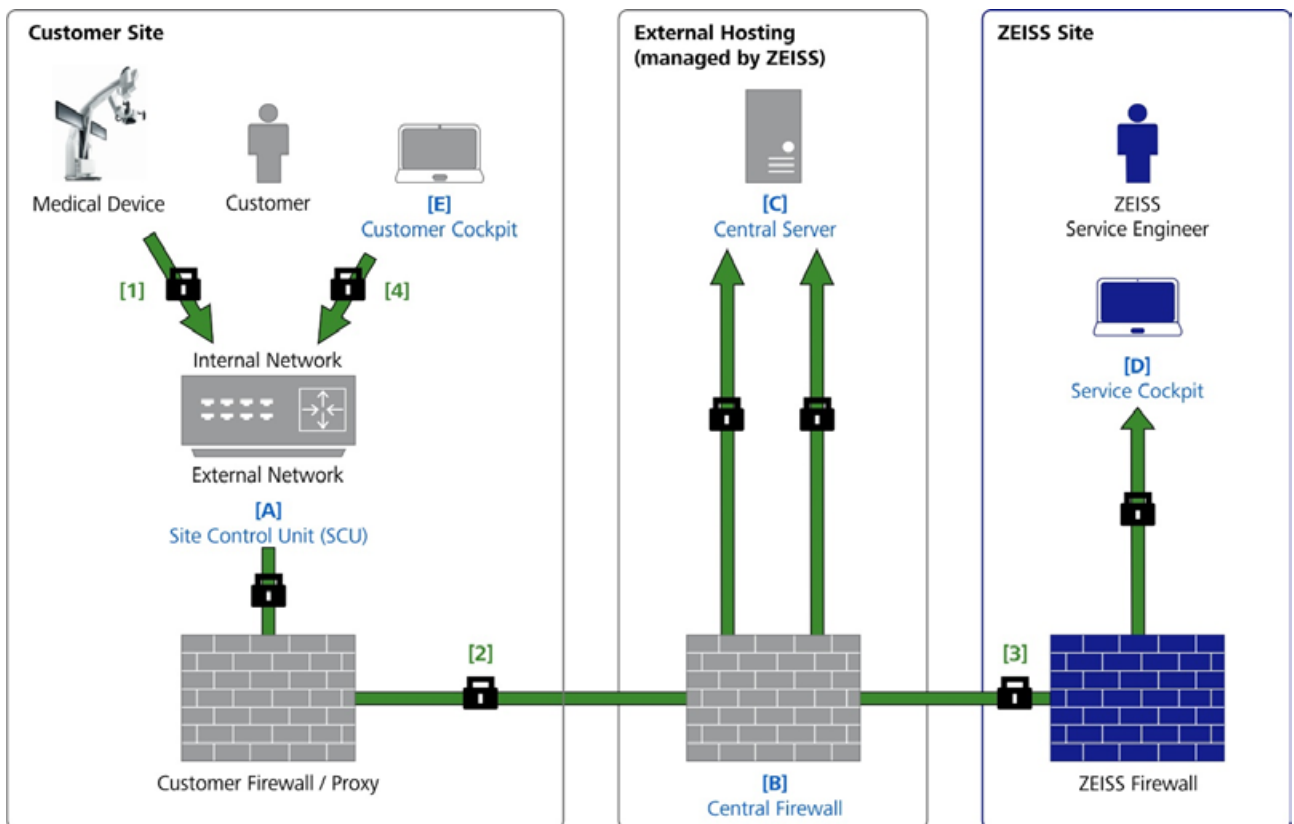 Customer Site
Medical Device
Customer
[E]
Customer Cockpit
[1]
[4]
Internal Network
External Network
[A]
Site Control Unit (SCU)
[2]
Customer Firewall / Proxy
External Hosting
(managed by ZEISS)
[C]
Central Server
[B]
Central Firewall
ZEISS Site
ZEISS
Service Engineer
[D]
Service Cockpit
[3]
ZEISS Firewall